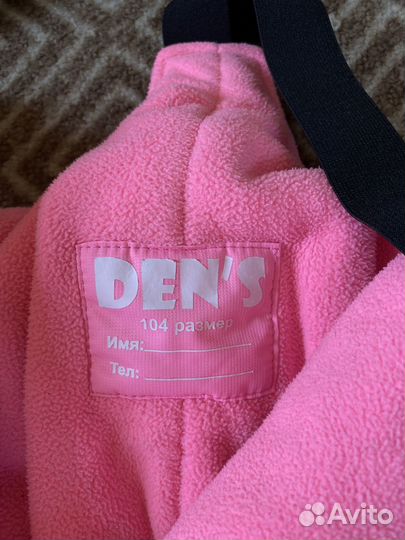 DEN'S
104 размер
Имя:
Тел:
Avito